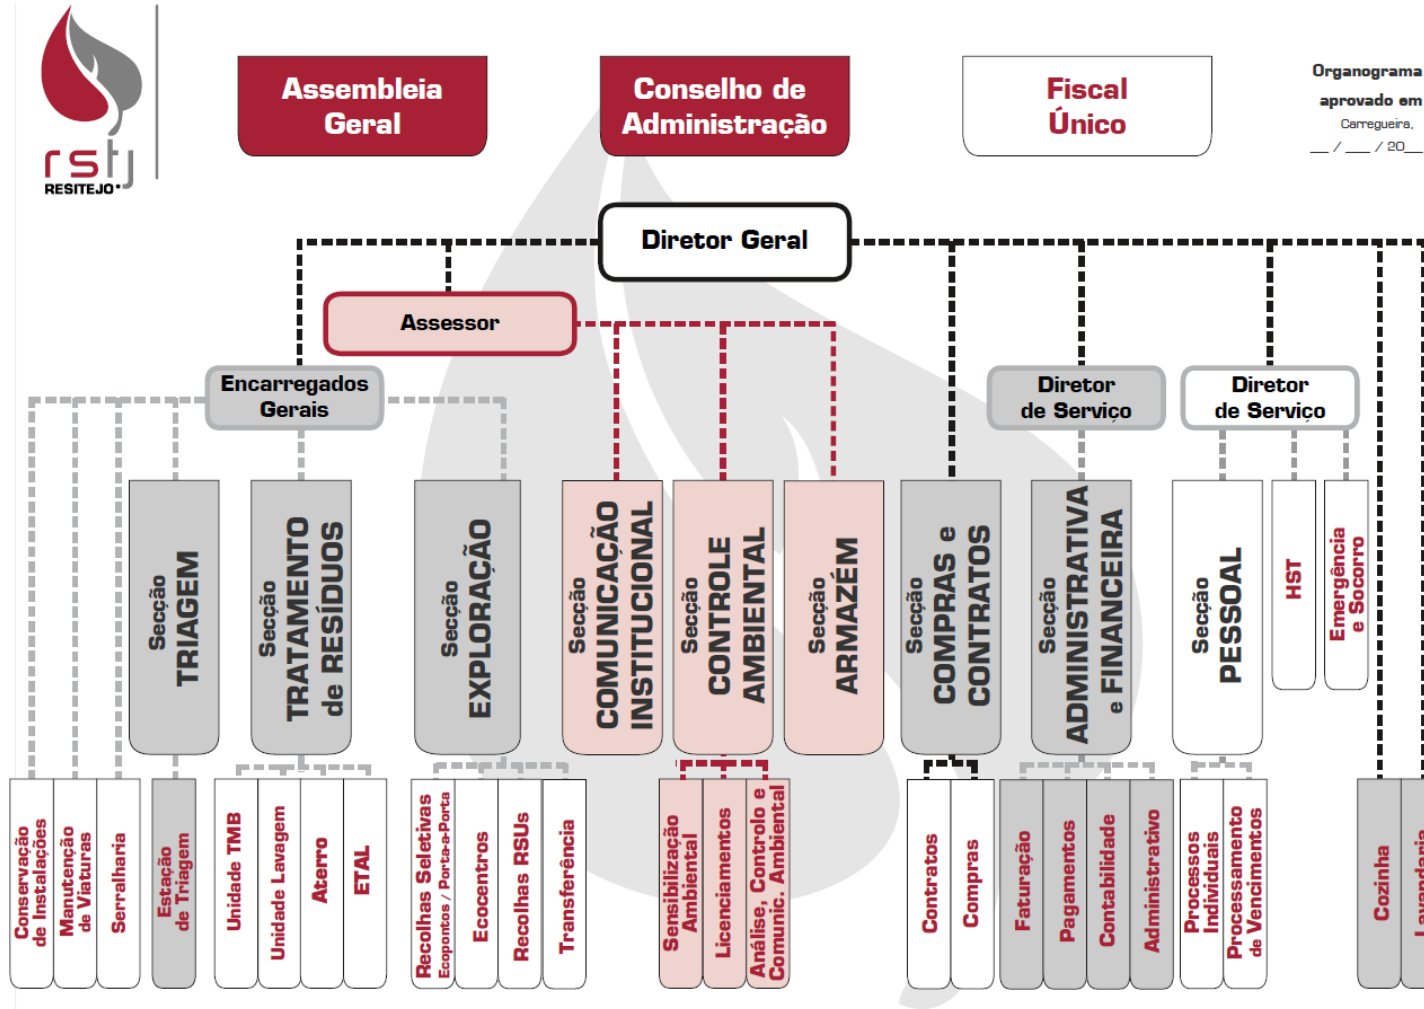 rstj
RESITEJO
Assembleia
Geral
Conselho de
Administração
Fiscal
Único
Organograma
aprovado em
Carregueira,
__ / ___ / 20__
Diretor Geral
Assessor
Encarregados
Gerais
Diretor
de Serviço
Diretor
de Serviço
Secção
TRIAGEM
Secção
TRATAMENTO
de RESÍDUOS
Secção
EXPLORAÇÃO
Secção
COMUNICAÇÃO
INSTITUCIONAL
Secção
CONTROLE
AMBIENTAL
Secção
ARMAZÉM
Secção
COMPRAS e
CONTRATOS
Secção
ADMINISTRATIVA
e FINANCEIRA
Secção
PESSOAL
HST
Emergência
e Socorro
Conservação
de Instalações
Manutenção
de Viaturas
Serralharia
Estação
de Triagem
Unidade TMB
Unidade Lavagem
Aterro
ETAL
Recolhas Seletivas
Ecopontos / Porta-a-Porta
Ecocentros
Recolhas RSUs
Transferência
Sensibilização
Ambiental
Licenciamentos
Análise, Controlo e
Comunic. Ambiental
Contratos
Compras
Faturação
Pagamentos
Contabilidade
Administrativo
Processos
Individuais
Processamento
de Vencimentos
Cozinha
Lavandaria